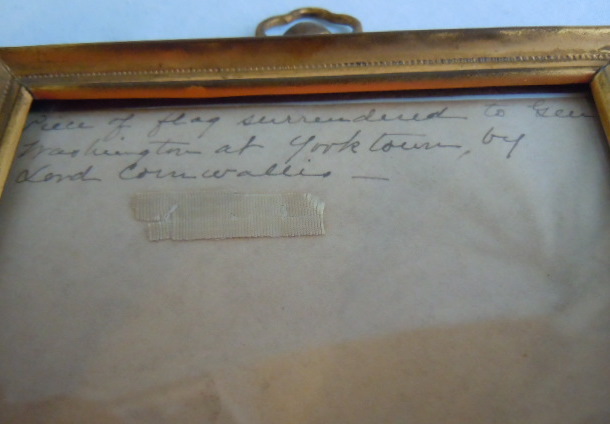 Piece of flag surrendered to Gen
Washington at Yorktown, by
Lord Cornwallis —